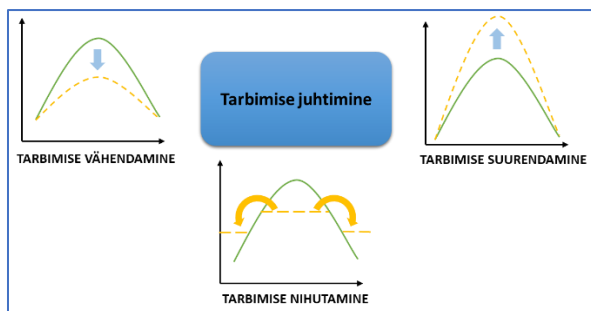 Tarbimise juhtimine
TARBIMISE VÄHENDAMINE
TARBIMISE SUURENDAMINE
TARBIMISE NIHUTAMINE